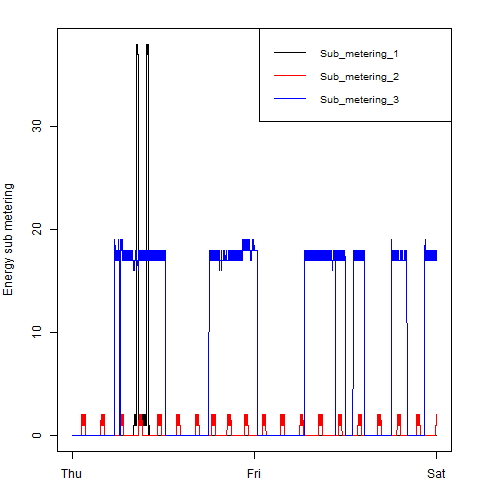 Sub_metering_1
Sub_metering_2
Sub_metering_3
Energy sub metering
30
20
10
0
Thu
Fri
Sat